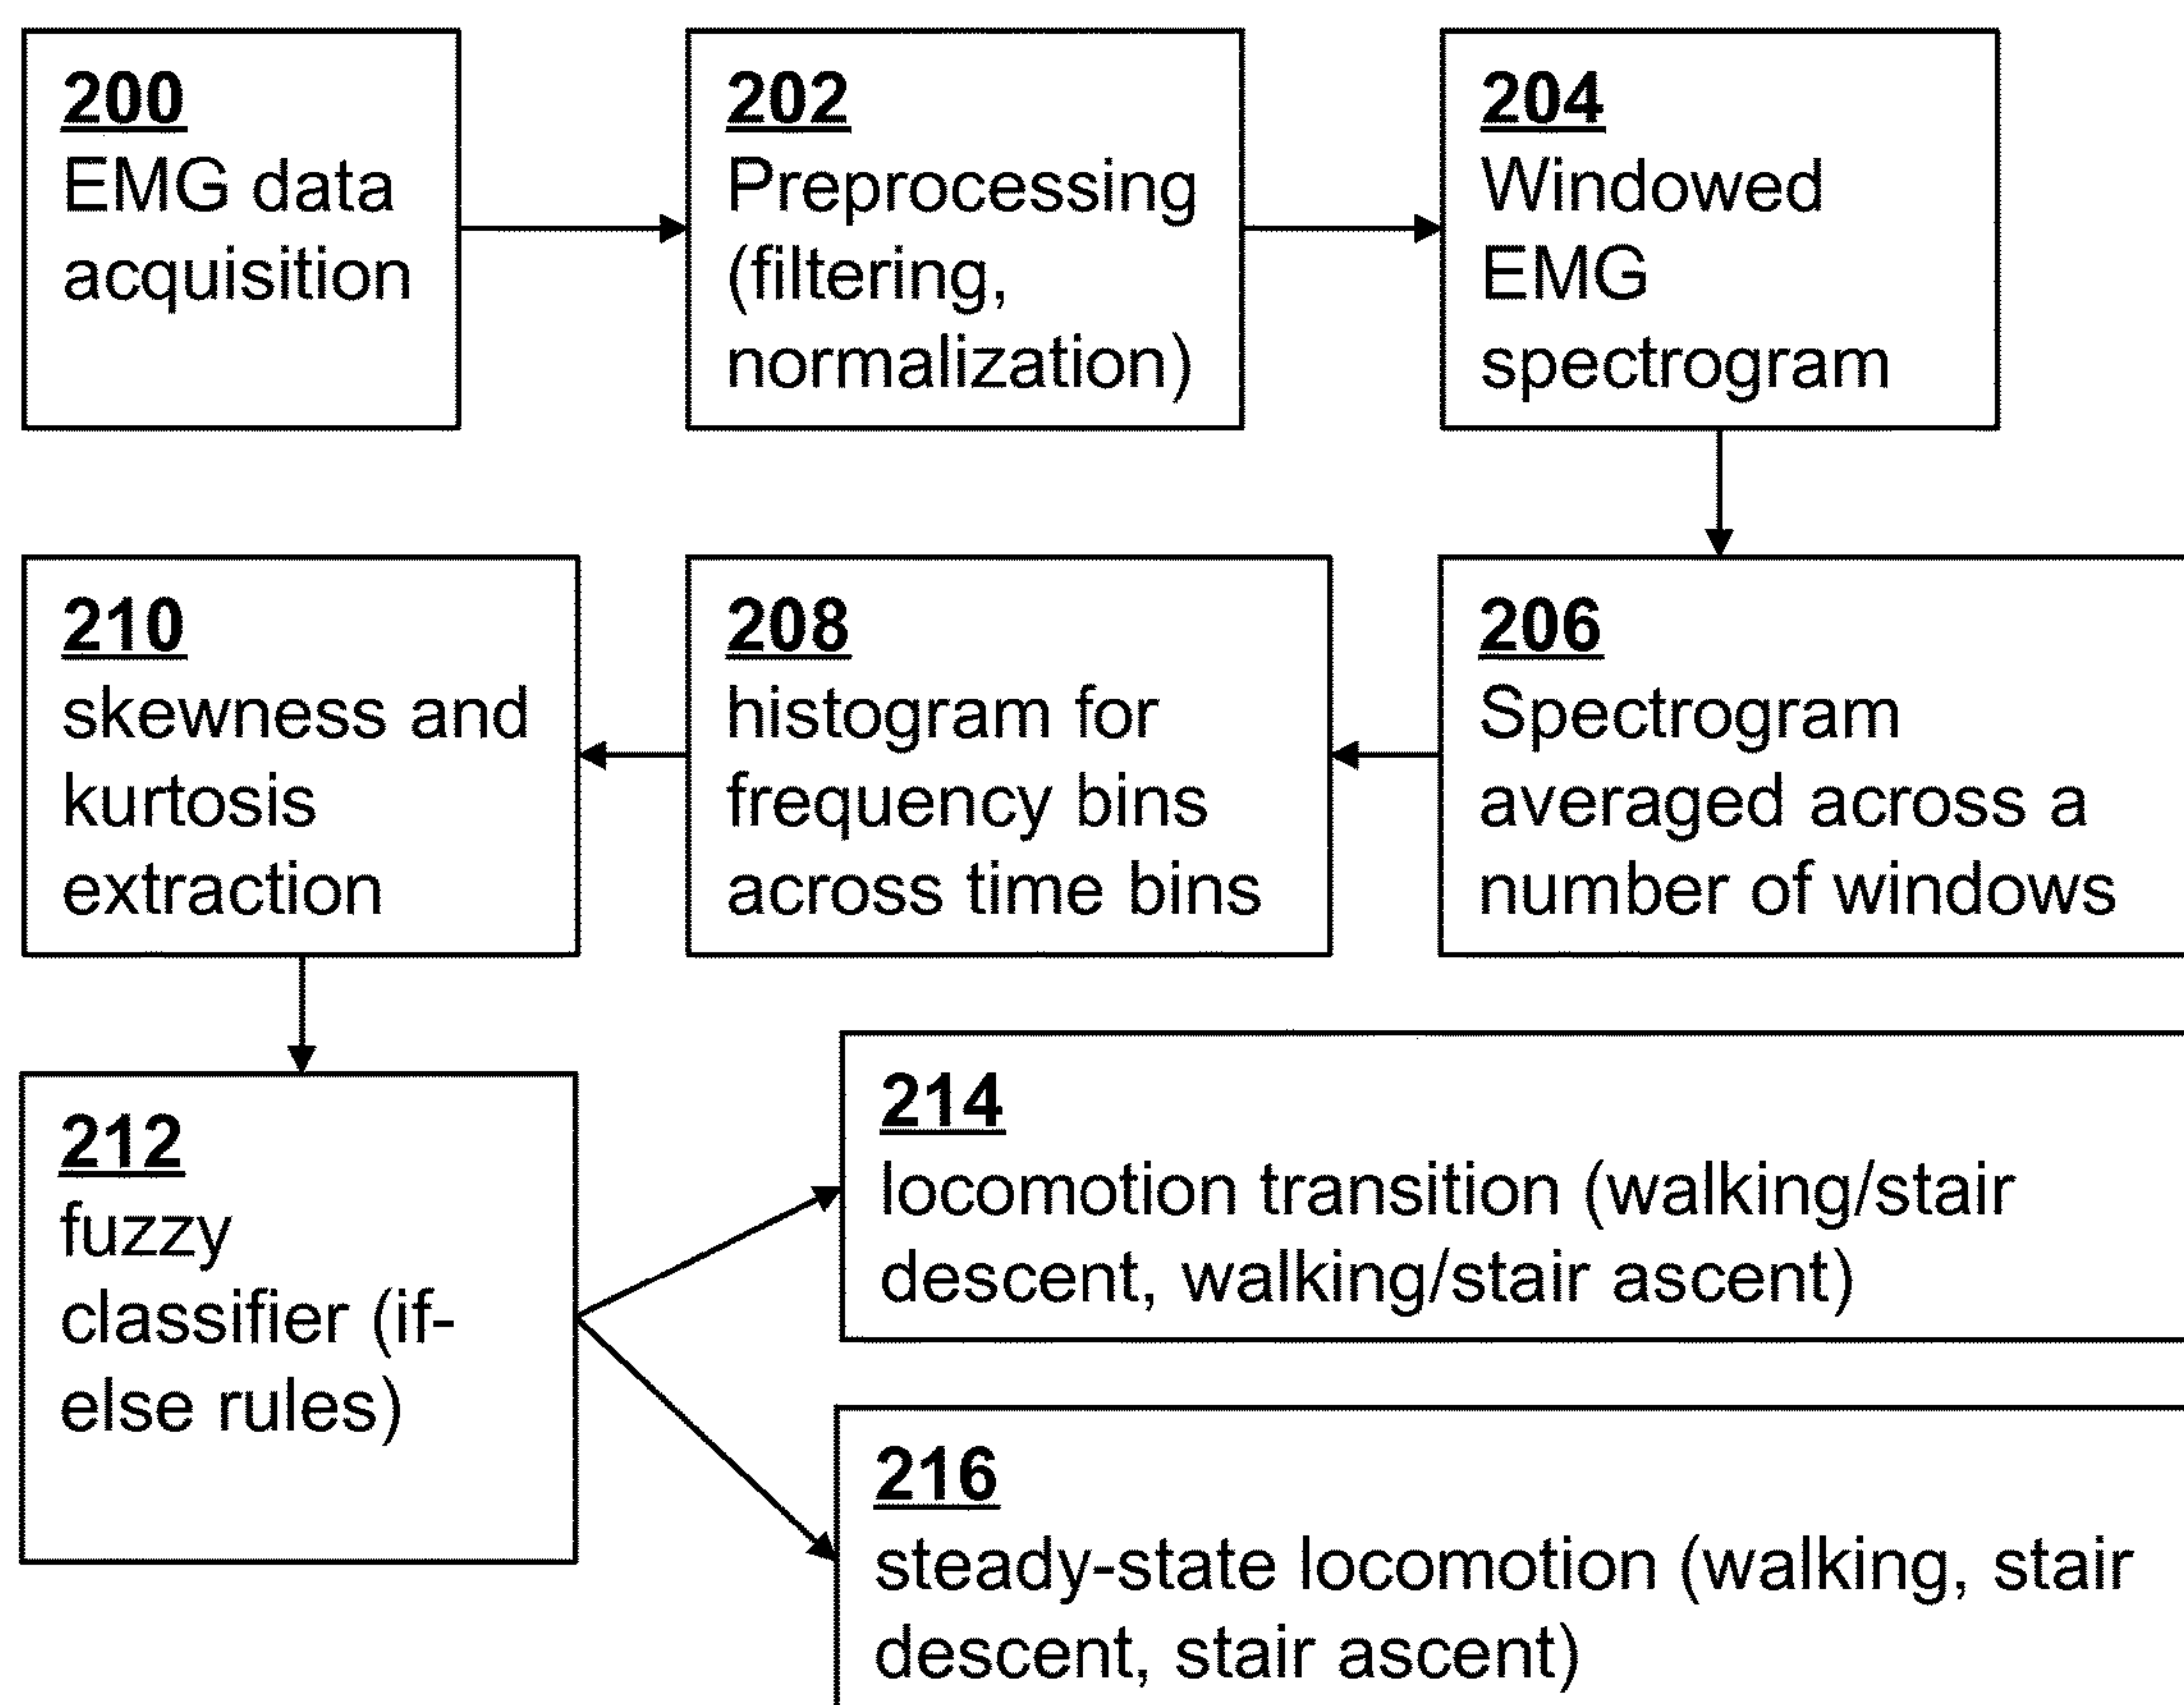 200
EMG data
acquisition
202
Preprocessing
(filtering,
normalization)
204
Windowed
EMG
spectrogram
206
Spectrogram
averaged across a
number of windows
208
histogram for
frequency bins
across time bins
210
skewness and
kurtosis
extraction
212
fuzzy
classifier (if-
else rules)
214
locomotion transition (walking/stair
descent, walking/stair ascent)
216
steady-state locomotion (walking, stair
descent, stair ascent)